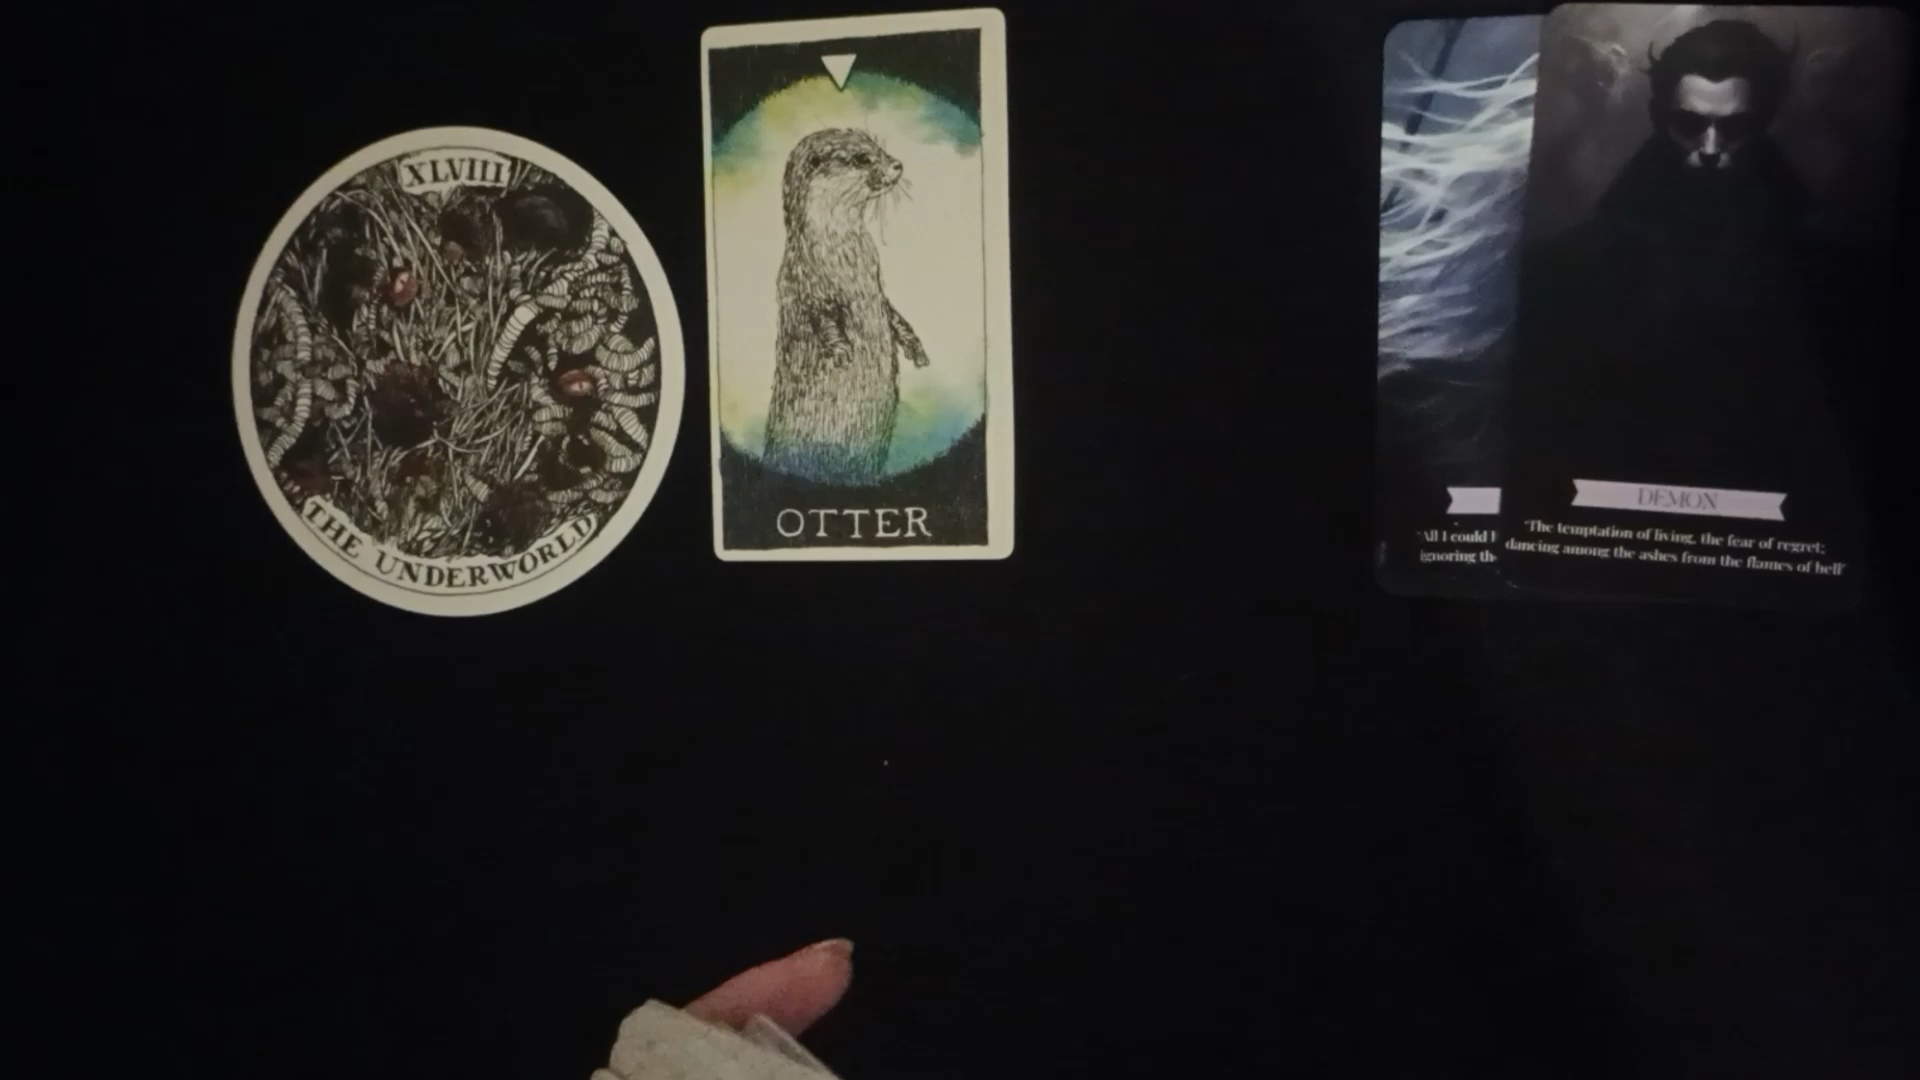 XLVIII
THE UNDERWORLD
OTTER
"All I could
ignoring
DEMON
"The temptation of living, the fear of regret;
dancing among the ashes from the flames of hell"